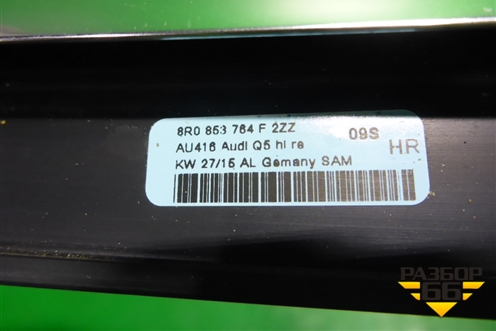 8R0 853 764 F 2ZZ 09S
AU416 Audi Q5 hi re HR
KW 27/15 AL Gemany SAM
РАЗБОР
66